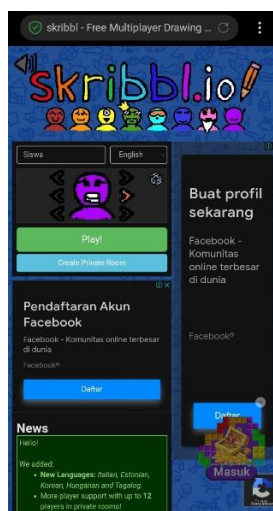 skribbl - Free Multiplayer Drawing ...
skribbl.io
Siswa
English
Play!
Create Private Room
Pendaftaran Akun
Facebook
Facebook - Komunitas online terbesar
di dunia
Facebook®
Daftar
Buat profil
sekarang
Facebook -
Komunitas
online terbesar
di dunia
Facebook®
Daftar
Masuk
News
Hello!
We added:
• New Languages: Italian, Estonian,
Korean, Hungarian and Tagalog.
• More player support with up to 12
players in private rooms!